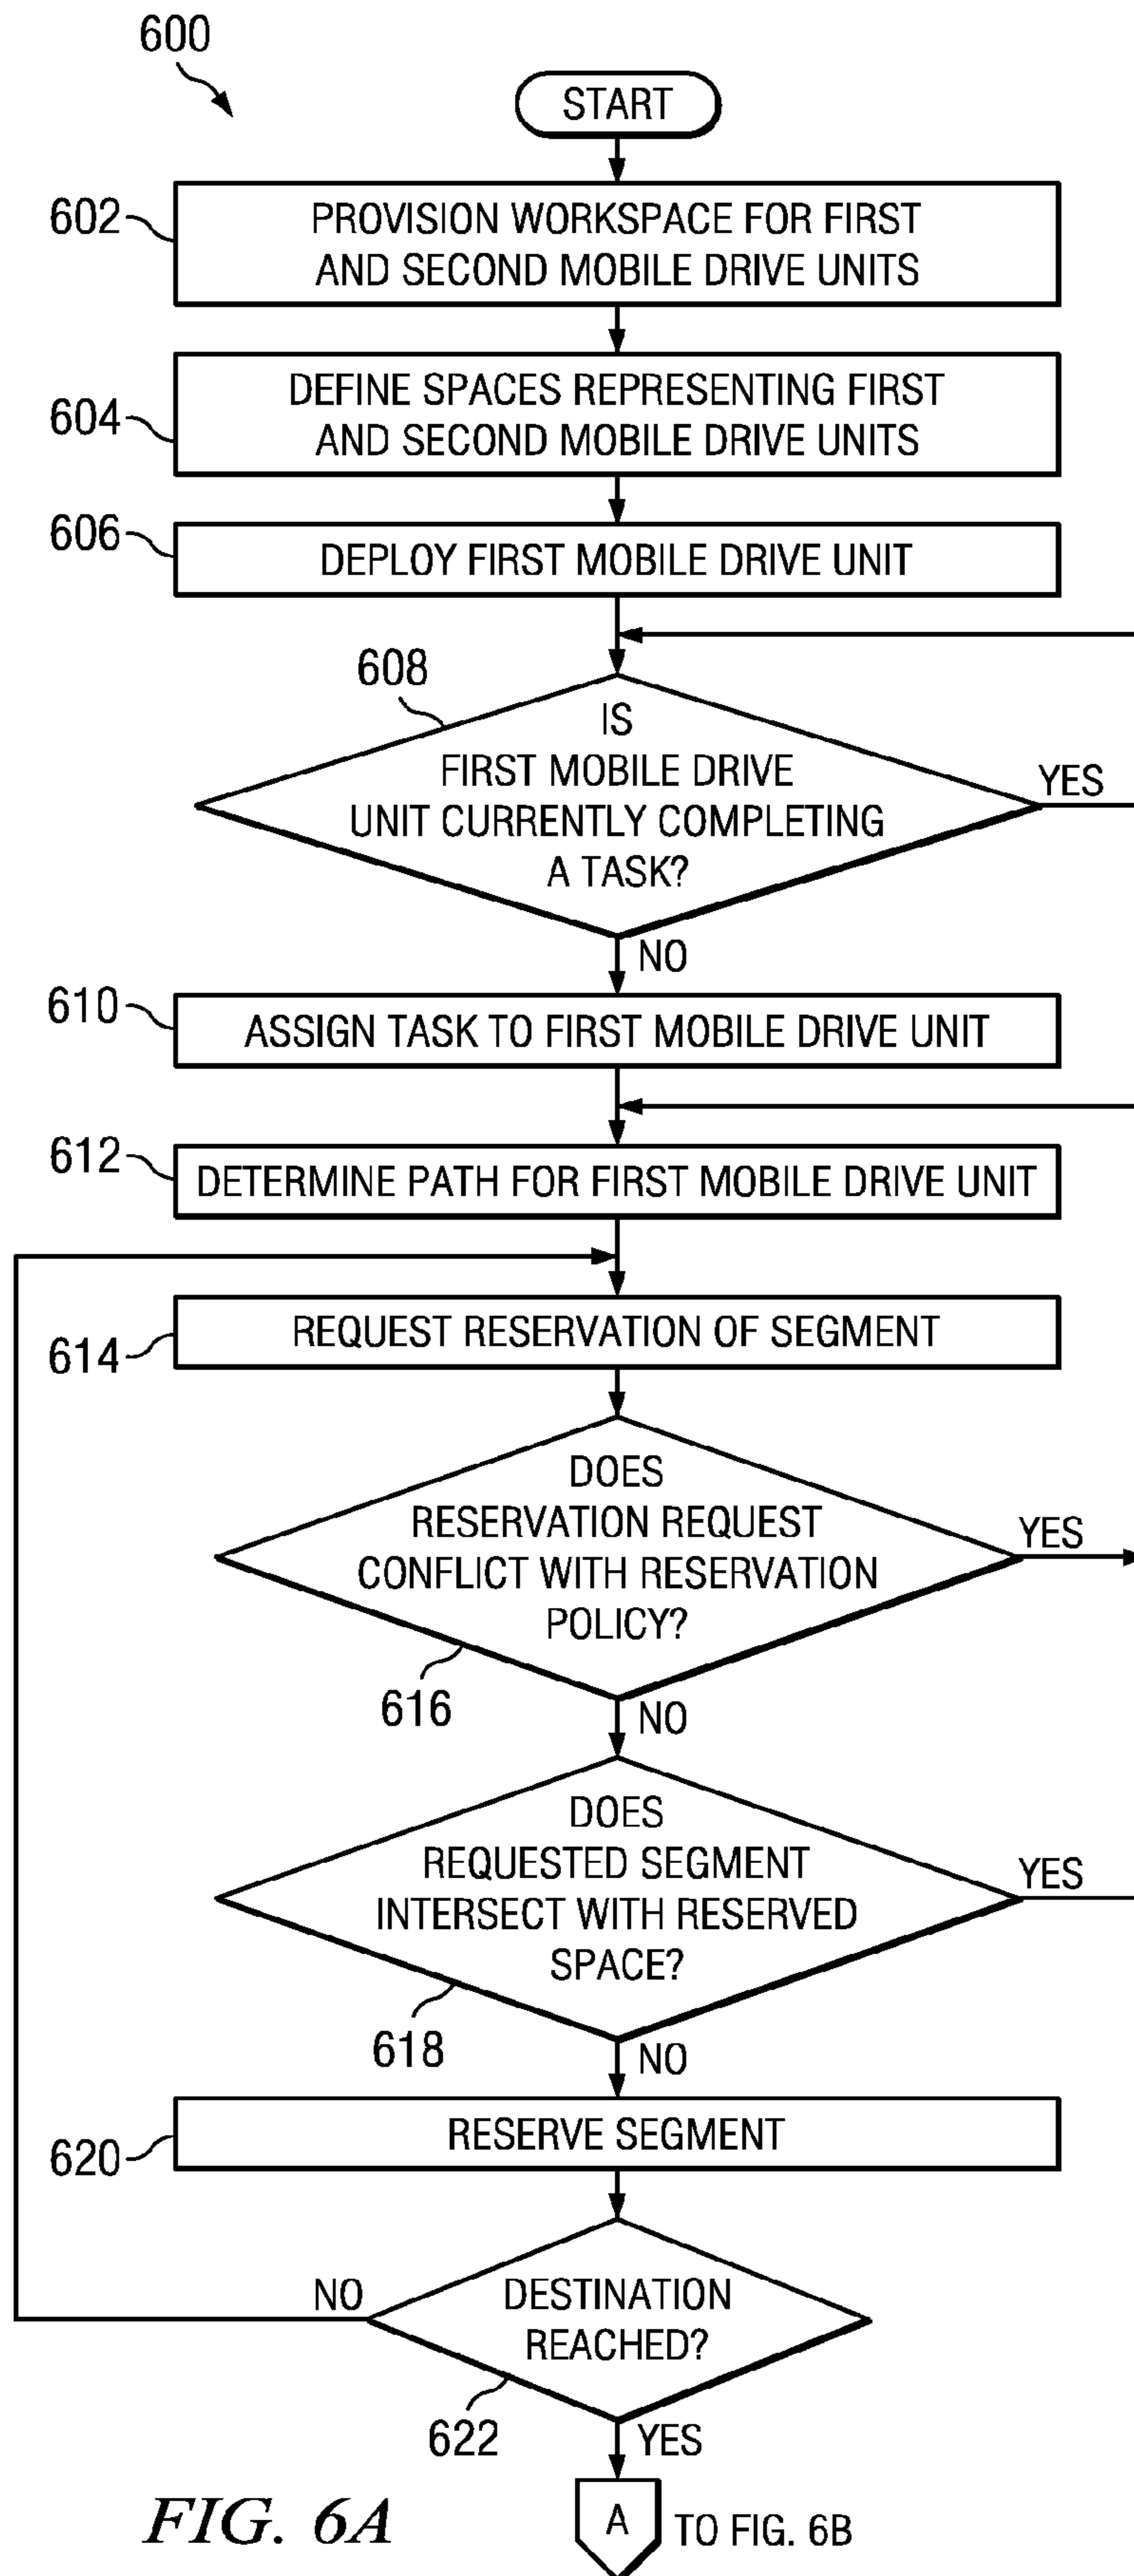 600
START
602
PROVISION WORKSPACE FOR FIRST
AND SECOND MOBILE DRIVE UNITS
604
DEFINE SPACES REPRESENTING FIRST
AND SECOND MOBILE DRIVE UNITS
606
DEPLOY FIRST MOBILE DRIVE UNIT
608
IS
FIRST MOBILE DRIVE
UNIT CURRENTLY COMPLETING
A TASK?
YES
NO
610
ASSIGN TASK TO FIRST MOBILE DRIVE UNIT
612
DETERMINE PATH FOR FIRST MOBILE DRIVE UNIT
614
REQUEST RESERVATION OF SEGMENT
DOES
RESERVATION REQUEST
CONFLICT WITH RESERVATION
POLICY?
YES
616
NO
DOES
REQUESTED SEGMENT
INTERSECT WITH RESERVED
SPACE?
YES
618
NO
620
RESERVE SEGMENT
NO
DESTINATION
REACHED?
622
YES
FIG. 6A
A
TO FIG. 6B